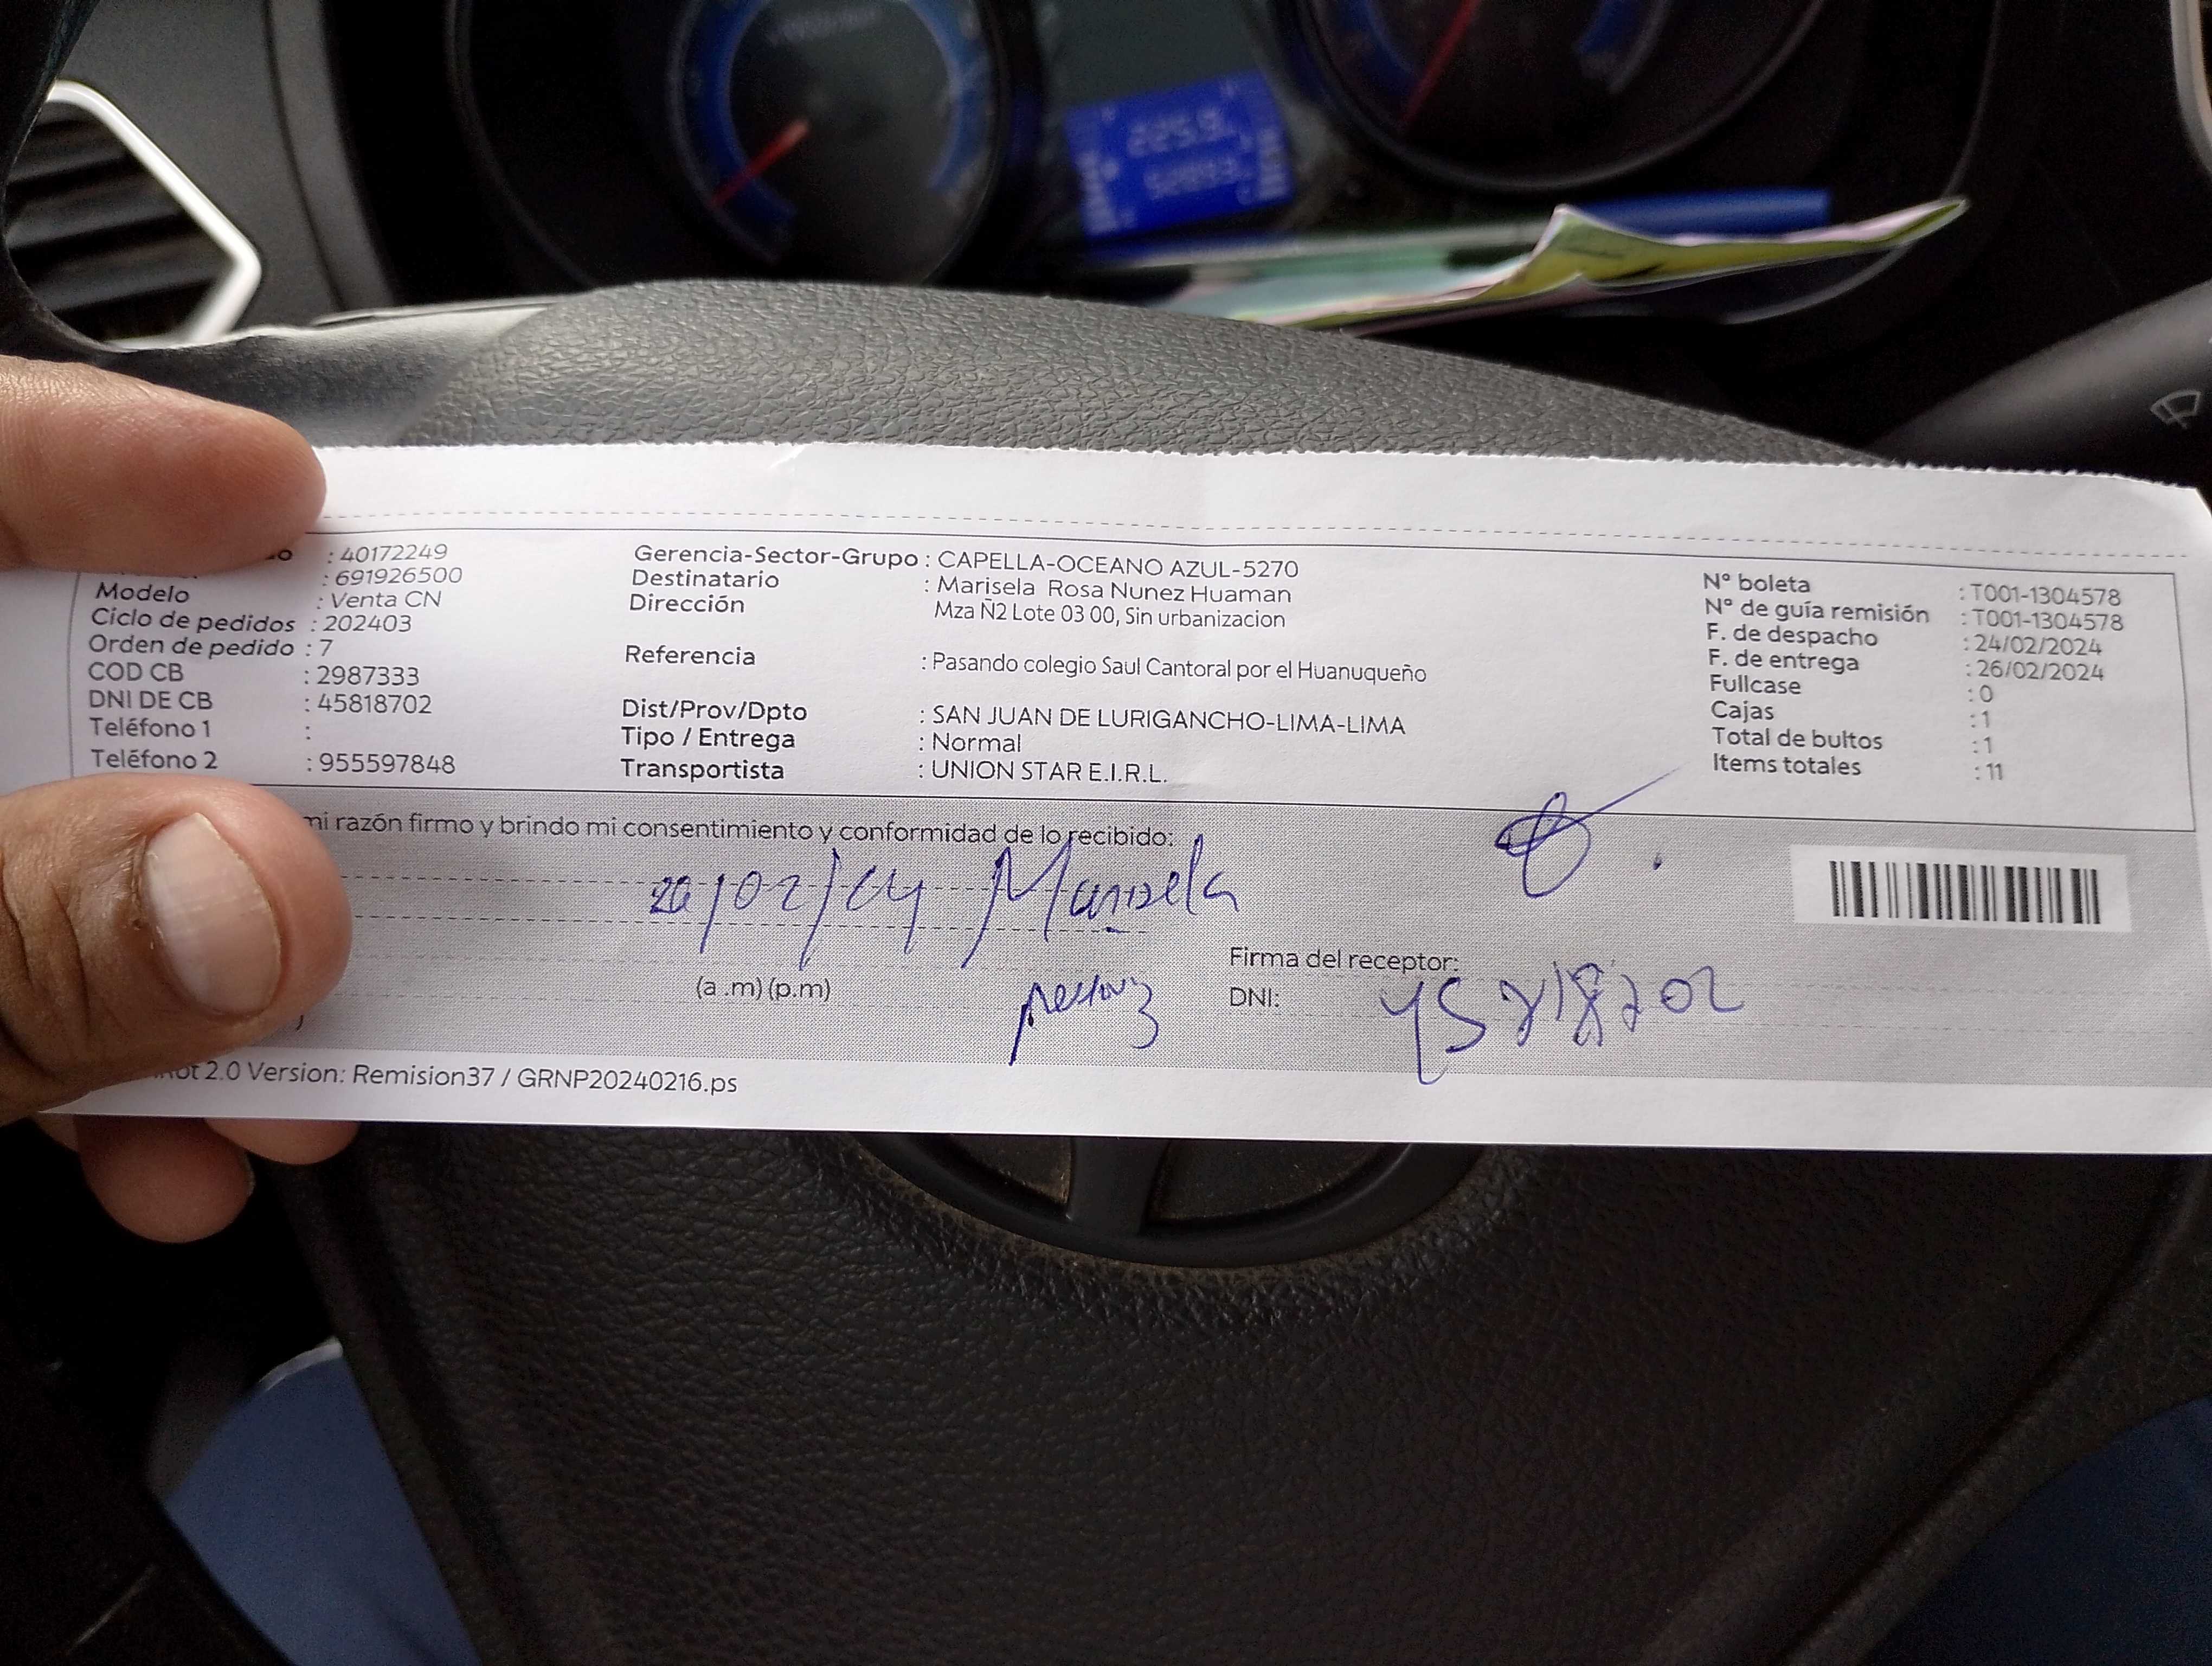 : 40172249
: 691926500
Modelo : Venta CN
Ciclo de pedidos : 202403
Orden de pedido : 7
COD CB : 2987333
DNI DE CB : 45818702
Teléfono 1 :
Teléfono 2 : 955597848
Gerencia-Sector-Grupo : CAPELLA-OCEANO AZUL-5270
Destinatario : Marisela Rosa Nunez Huaman
Dirección Mza Ñ2 Lote 03 00, Sin urbanizacion
Referencia : Pasando colegio Saul Cantoral por el Huanuqueño
Dist/Prov/Dpto : SAN JUAN DE LURIGANCHO-LIMA-LIMA
Tipo / Entrega : Normal
Transportista : UNION STAR E.I.R.L.
Nº boleta : T001-1304578
Nº de guía remisión : T001-1304578
F. de despacho : 24/02/2024
F. de entrega : 26/02/2024
Fullcase : 0
Cajas : 1
Total de bultos : 1
Items totales : 11
mi razón firmo y brindo mi consentimiento y conformidad de lo recibido:
Marisela
(a .m) (p.m)
Firma del receptor:
DNI: 45818702
2.0 Version: Remision37 / GRNP20240216.ps